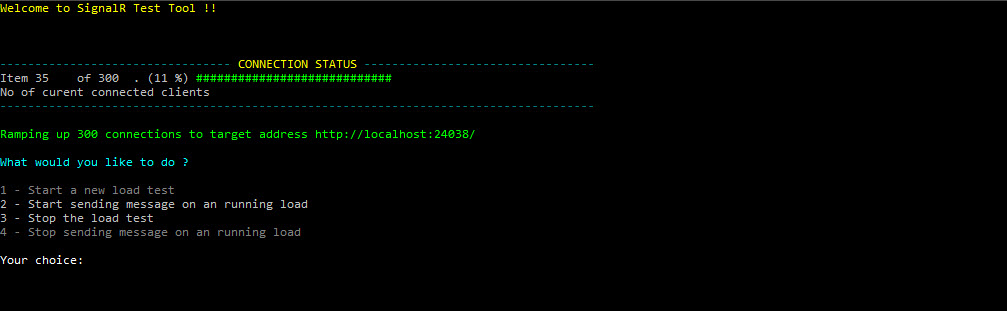 Welcome to SignalR Test Tool !!
--------------------------------- CONNECTION STATUS ---------------------------------
Item 35    of 300  . (11 %) ############################
No of curent connected clients
-------------------------------------------------------------------------------------
Ramping up 300 connections to target address http://localhost:24038/
What would you like to do ?
1 - Start a new load test
2 - Start sending message on an running load
3 - Stop the load test
4 - Stop sending message on an running load
Your choice: